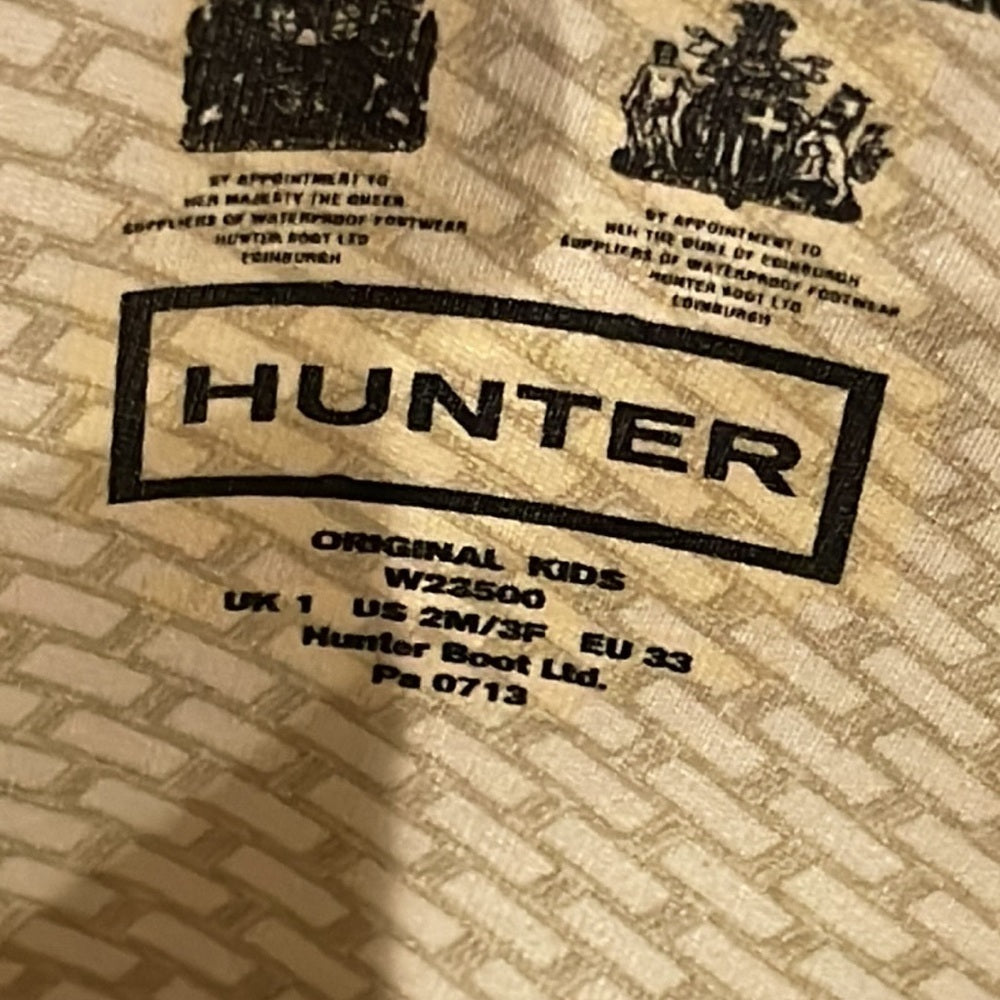 BY APPOINTMENT TO
HER MAJESTY THE QUEEN
SUPPLIERS OF WATERPROOF FOOTWEAR
HUNTER BOOT LTD
EDINBURGH
BY APPOINTMENT TO
HRH THE DUKE OF EDINBURGH
SUPPLIERS OF WATERPROOF FOOTWEAR
HUNTER BOOT LTD
EDINBURGH
HUNTER
ORIGINAL KIDS
W23500
UK 1 US 2M/3F EU 33
Hunter Boot Ltd.
Pa 0713